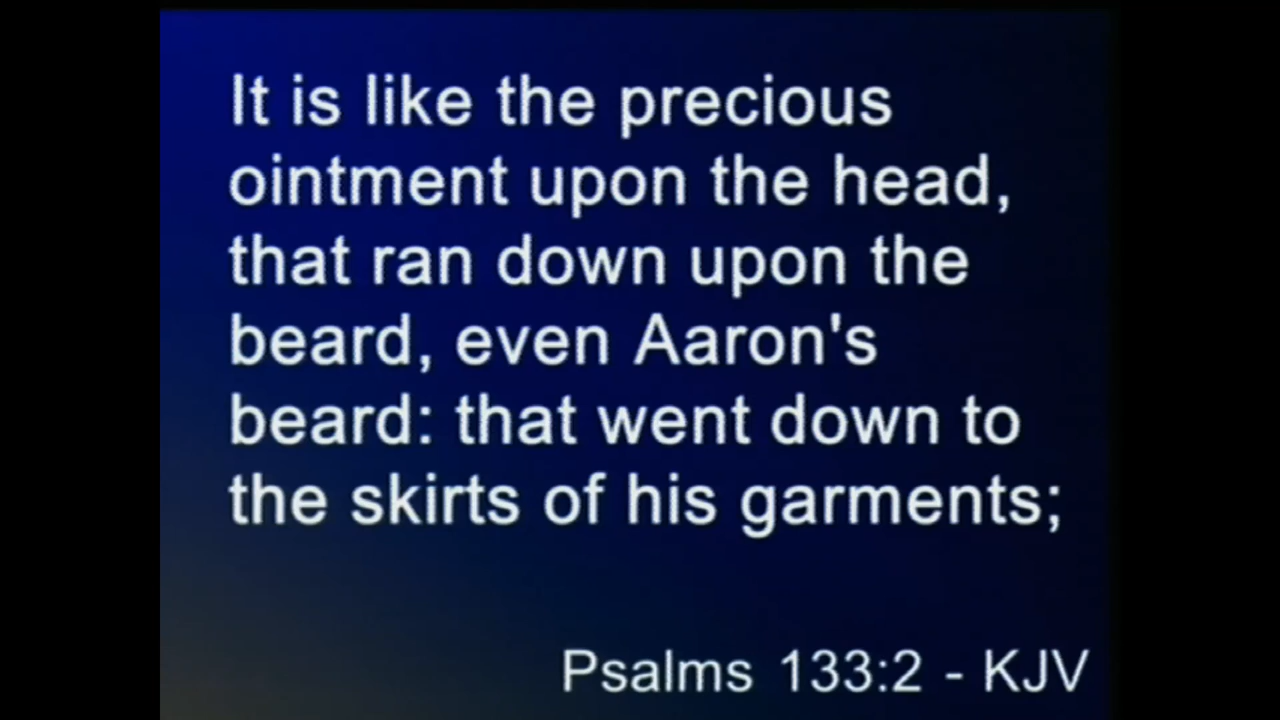 It is like the precious
ointment upon the head,
that ran down upon the
beard, even Aaron's
beard: that went down to
the skirts of his garments;
Psalms 133:2 - KJV